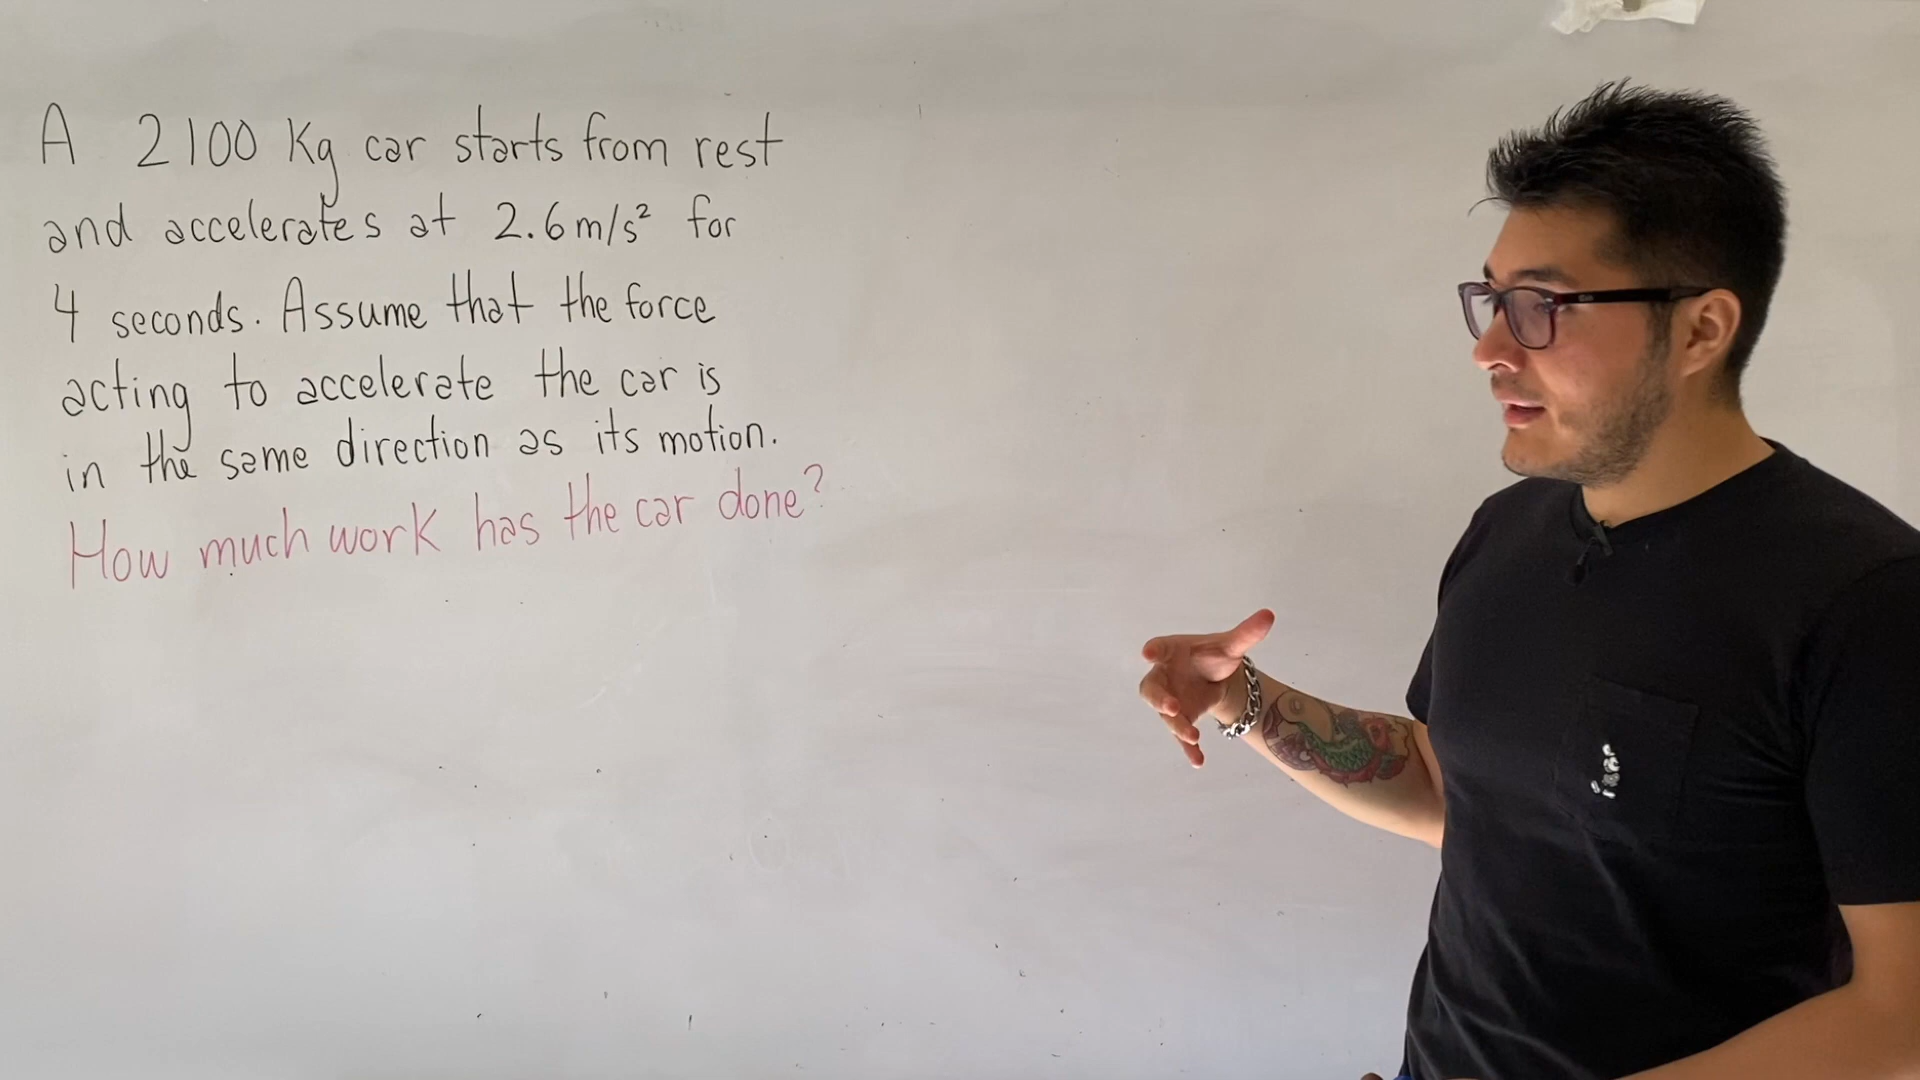 A 2100 Kg car starts from rest
and accelerates at 2.6 m/s² for
4 seconds. Assume that the force
acting to accelerate the car is
in the same direction as its motion.
How much work has the car done?